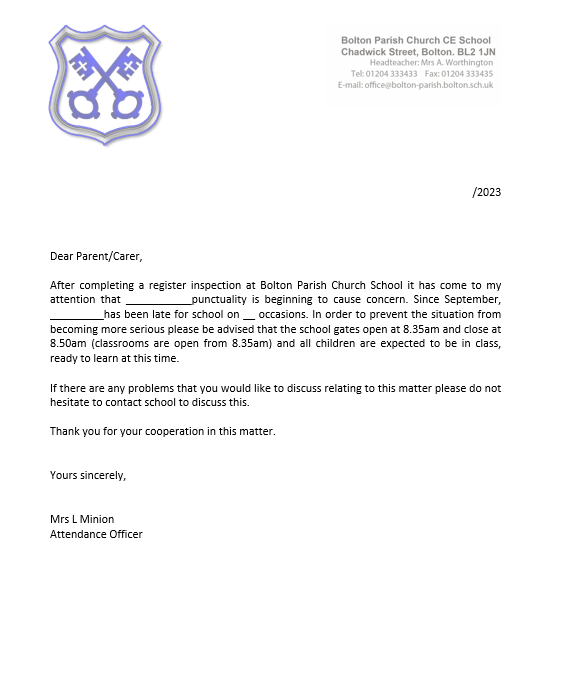 Bolton Parish Church CE School
Chadwick Street, Bolton. BL2 1JN
Headteacher: Mrs A. Worthington
Tel: 01204 333433 Fax: 01204 333435
E-mail: office@bolton-parish.bolton.sch.uk
/2023
Dear Parent/Carer,
After completing a register inspection at Bolton Parish Church School it has come to my
attention that ___________punctuality is beginning to cause concern. Since September,
_________has been late for school on __ occasions. In order to prevent the situation from
becoming more serious please be advised that the school gates open at 8.35am and close at
8.50am (classrooms are open from 8.35am) and all children are expected to be in class,
ready to learn at this time.
If there are any problems that you would like to discuss relating to this matter please do not
hesitate to contact school to discuss this.
Thank you for your cooperation in this matter.
Yours sincerely,
Mrs L Minion
Attendance Officer